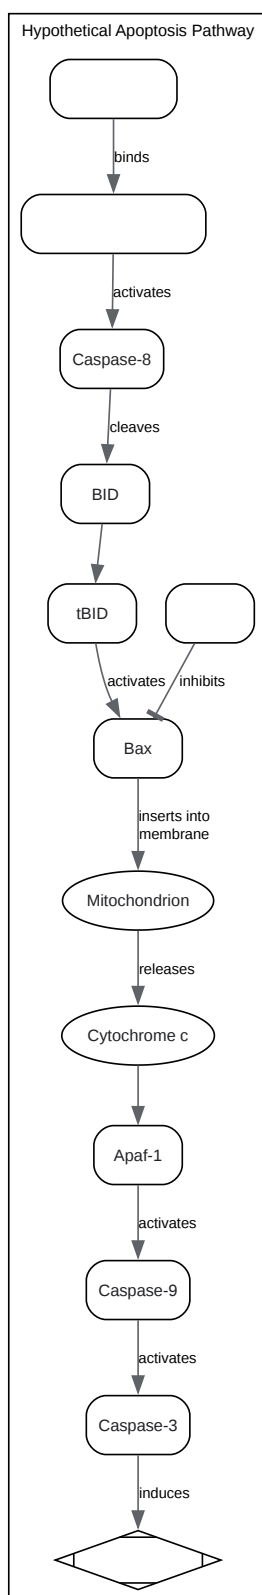 Hypothetical Apoptosis Pathway
binds
activates
Caspase-8
cleaves
BID
tBID
activates
inhibits
Bax
inserts into
membrane
Mitochondrion
releases
Cytochrome c
Apaf-1
activates
Caspase-9
activates
Caspase-3
induces